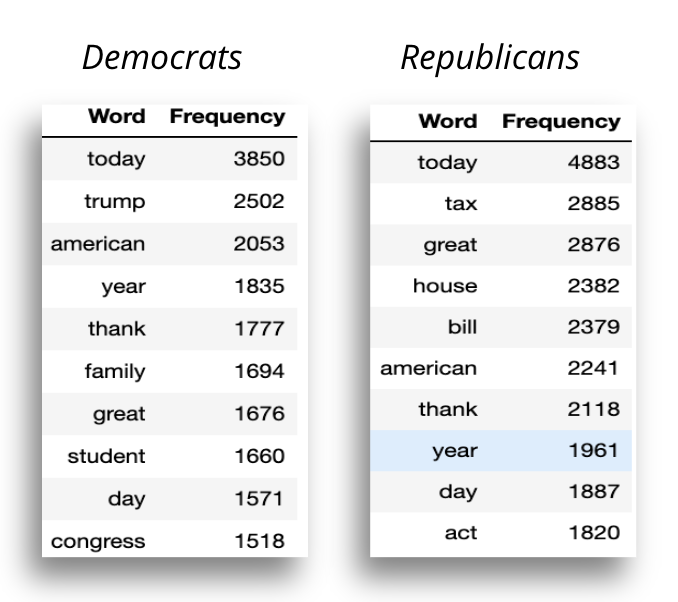 Democrats
Word Frequency
today 3850
trump 2502
american 2053
year 1835
thank 1777
family 1694
great 1676
student 1660
day 1571
congress 1518
Republicans
Word Frequency
today 4883
tax 2885
great 2876
house 2382
bill 2379
american 2241
thank 2118
year 1961
day 1887
act 1820